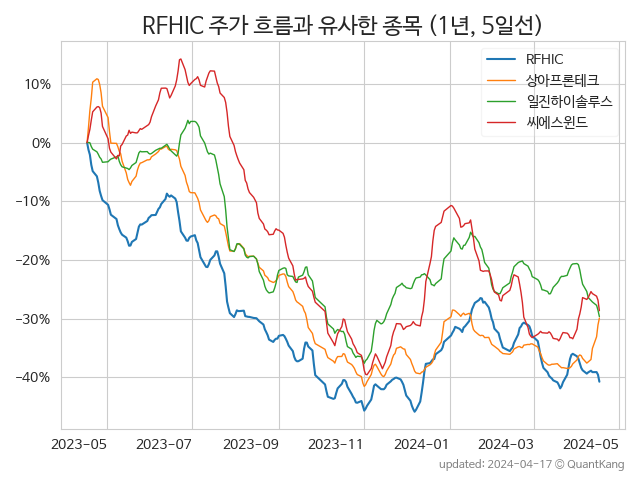 RFHIC 주가 흐름과 유사한 종목 (1년, 5일선)
RFHIC
상아프론테크
일진하이솔루스
씨에스윈드
10%
0%
−10%
−20%
−30%
−40%
2023−05 2023−07 2023−09 2023−11 2024−01 2024−03 2024−05
updated: 2024-04-17 © QuantKang